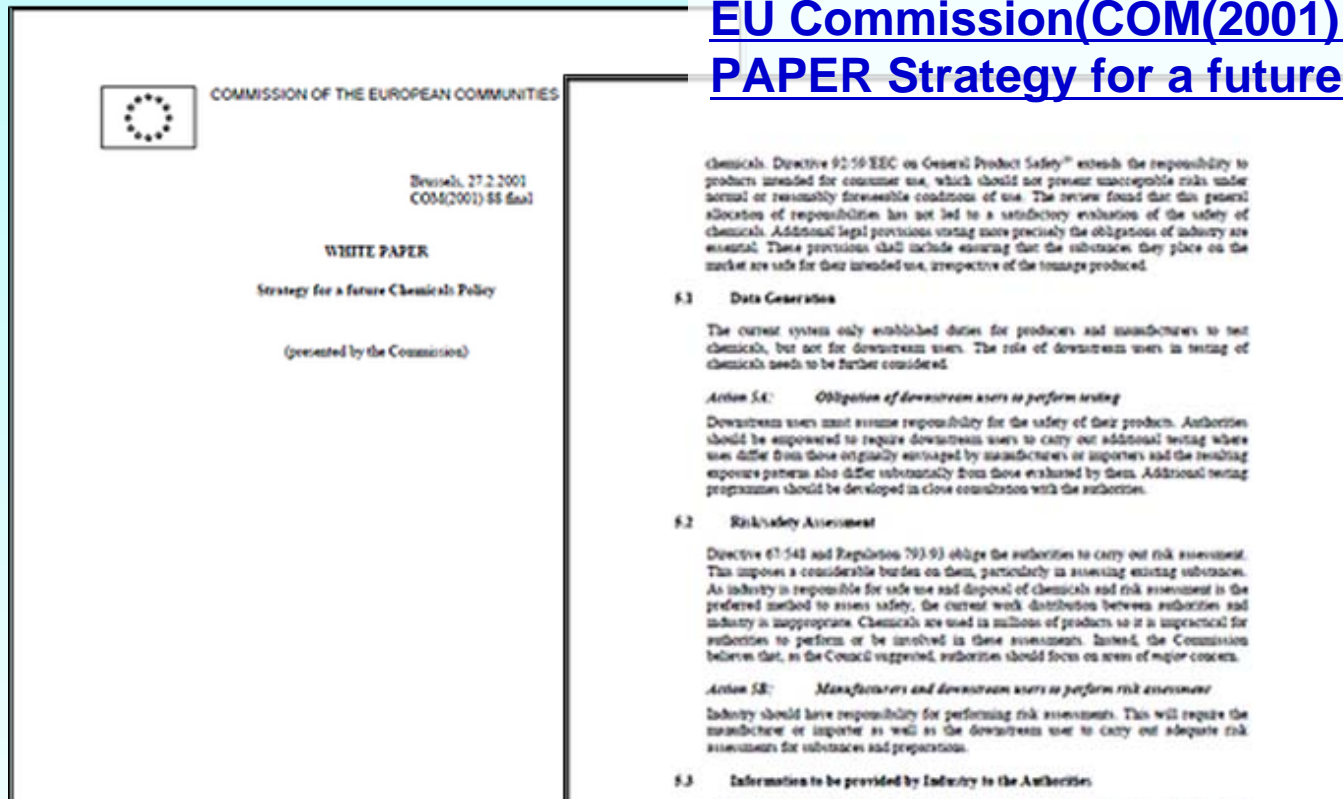 EU Commission(COM(2001)
PAPER Strategy for a future
COMMISSION OF THE EUROPEAN COMMUNITIES
Brussels, 27.2.2001
COM(2001) 88 final
WHITE PAPER
Strategy for a future Chemicals Policy
(presented by the Commission)
chemicals. Directive 92/59/EEC on General Product Safety extends the responsibility to
products intended for consumer use, which should not present unacceptable risks under
normal or reasonably foreseeable conditions of use. The review found that this general
allocation of responsibilities has not led to a satisfactory evaluation of the safety of
chemicals. Additional legal provisions stating more precisely the obligations of industry are
essential. These provisions shall include ensuring that the substances they place on the
market are safe for their intended use, irrespective of the tonnage produced.
5.1 Data Generation
The current system only established duties for producers and manufacturers to test
chemicals, but not for downstream users. The role of downstream users in testing of
chemicals needs to be further considered.
Action 5A: Obligation of downstream users to perform testing
Downstream users must assume responsibility for the safety of their products. Authorities
should be empowered to require downstream users to carry out additional testing where
uses differ from those originally envisaged by manufacturers or importers and the resulting
exposure patterns also differ substantially from those evaluated by them. Additional testing
programmes should be developed in close consultation with the authorities.
5.2 Risk/safety Assessment
Directive 67/548 and Regulation 793/93 oblige the authorities to carry out risk assessment.
This imposes a considerable burden on them, particularly in assessing existing substances.
As industry is responsible for safe use and disposal of chemicals and risk assessment is the
preferred method to assess safety, the current work distribution between authorities and
industry is inappropriate. Chemicals are used in millions of products so it is impractical for
authorities to perform or be involved in these assessments. Instead, the Commission
believes that, as the Council suggested, authorities should focus on areas of major concern.
Action 5B: Manufacturers and downstream users to perform risk assessment
Industry should have responsibility for performing risk assessments. This will require the
manufacturer or importer as well as the downstream user to carry out adequate risk
assessments for substances and preparations.
5.3 Information to be provided by Industry to the Authorities